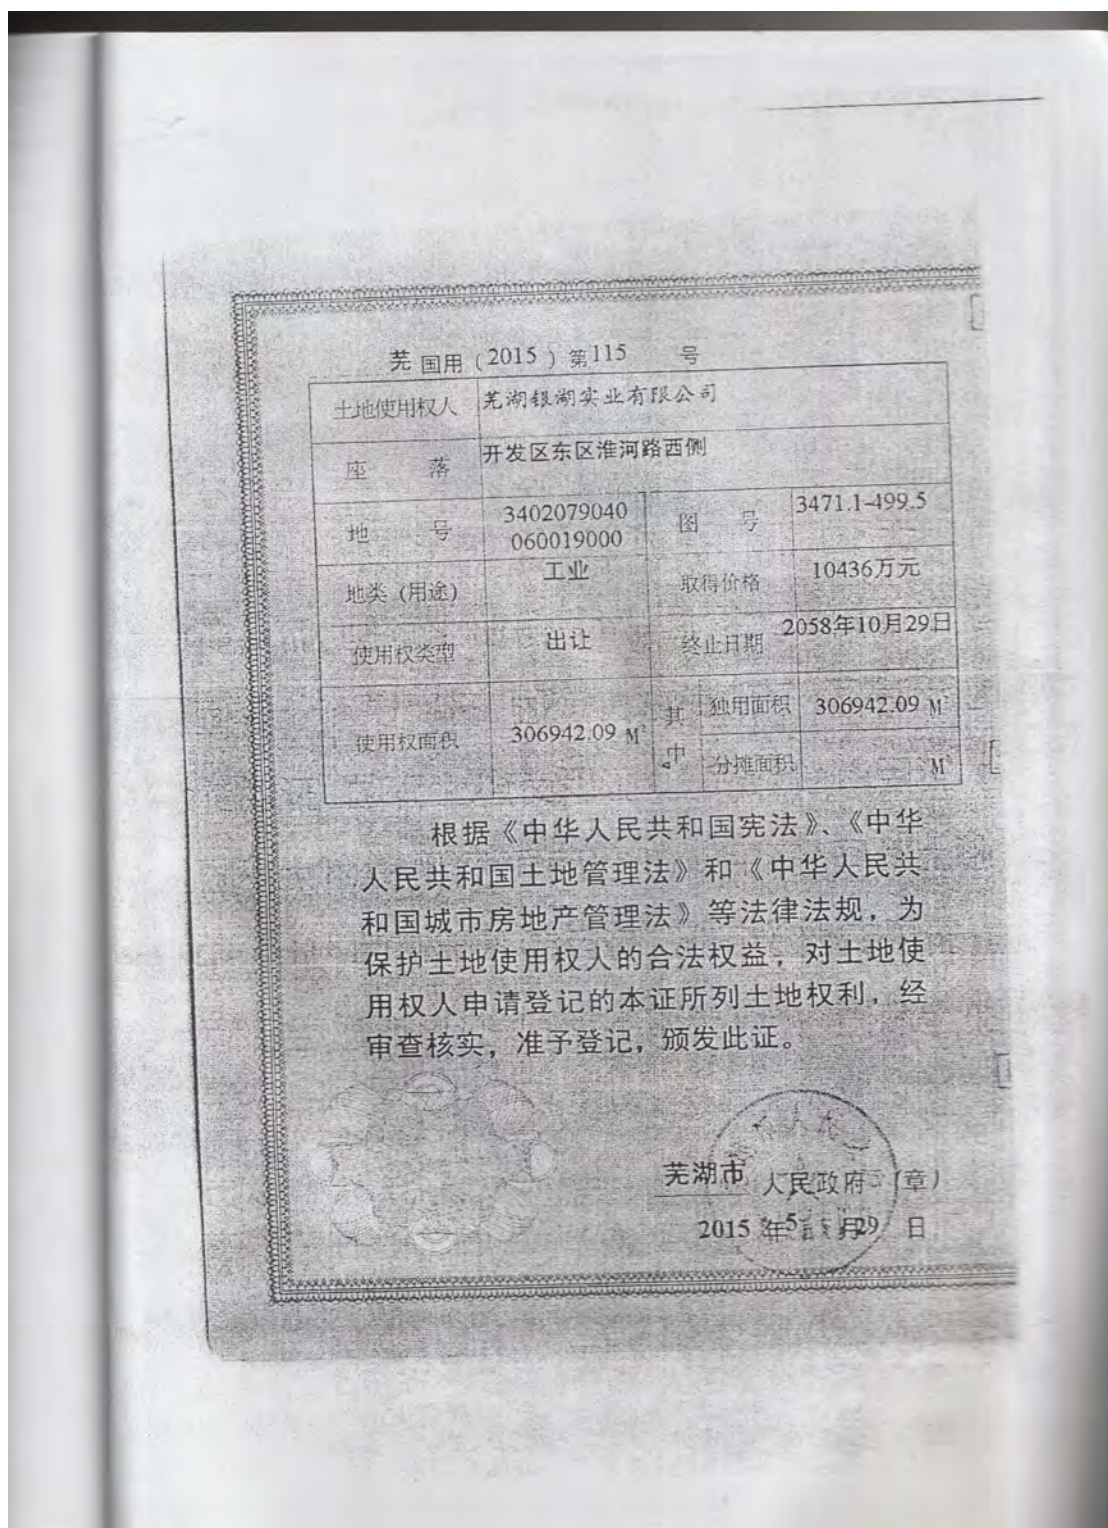 芜 国用（2015）第115 号
土地使用权人 芜湖银湖实业有限公司
座 落 开发区东区淮河路西侧
地 号 3402079040 060019000 图 号 3471.1-499.5
地类（用途） 工业 取得价格 10436万元
使用权类型 出让 终止日期 2058年10月29日
使用权面积 306942.09 M² 其中 独用面积 306942.09 M²
分摊面积 M²
根据《中华人民共和国宪法》、《中华
人民共和国土地管理法》和《中华人民共
和国城市房地产管理法》等法律法规，为
保护土地使用权人的合法权益，对土地使
用权人申请登记的本证所列土地权利，经
审查核实，准予登记，颁发此证。
芜湖市 人民政府（章）
2015 年 5 月 29 日